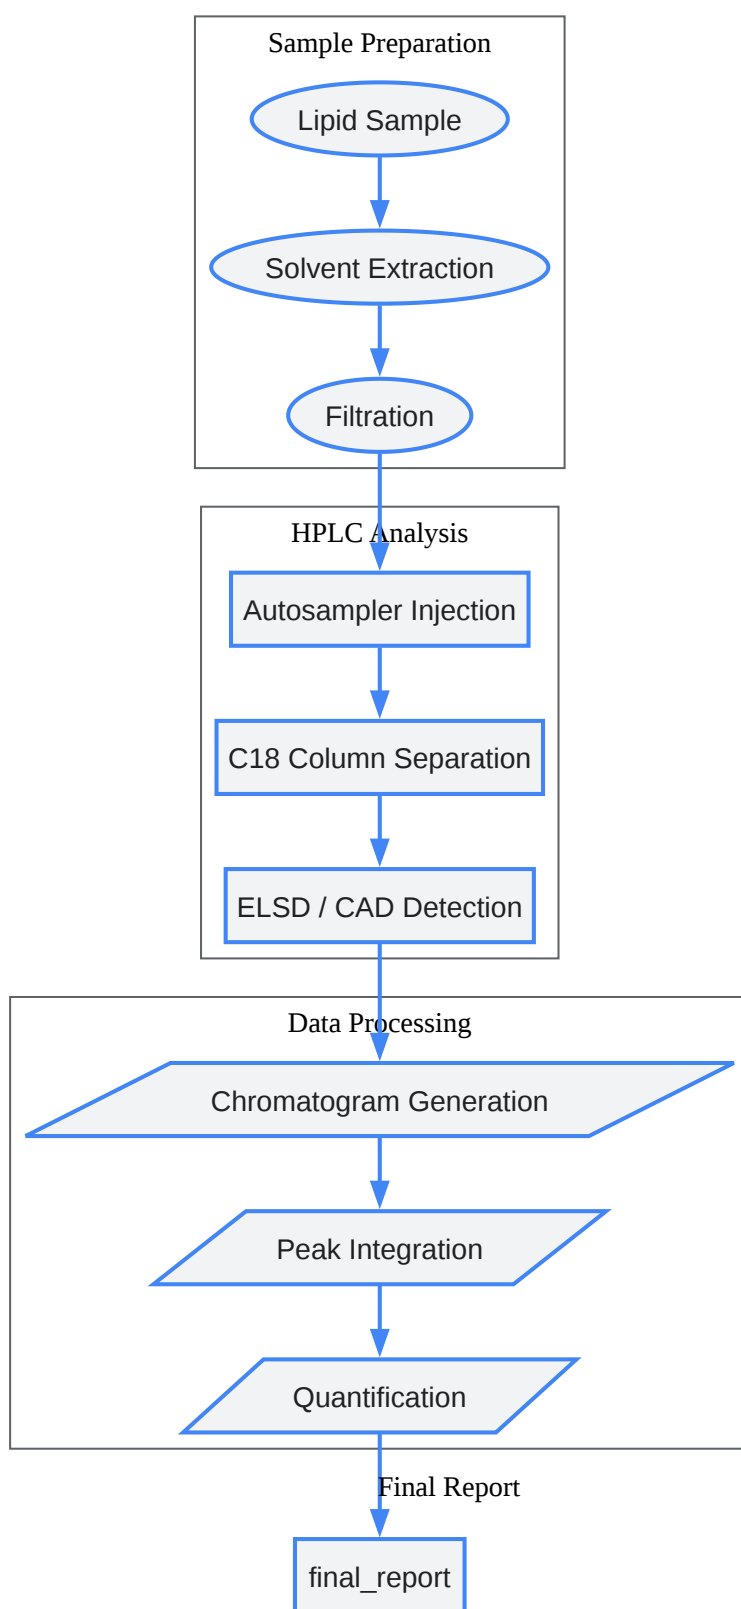 Sample Preparation
Lipid Sample
Solvent Extraction
Filtration
HPLC Analysis
Autosampler Injection
C18 Column Separation
ELSD / CAD Detection
Data Processing
Chromatogram Generation
Peak Integration
Quantification
Final Report
final_report